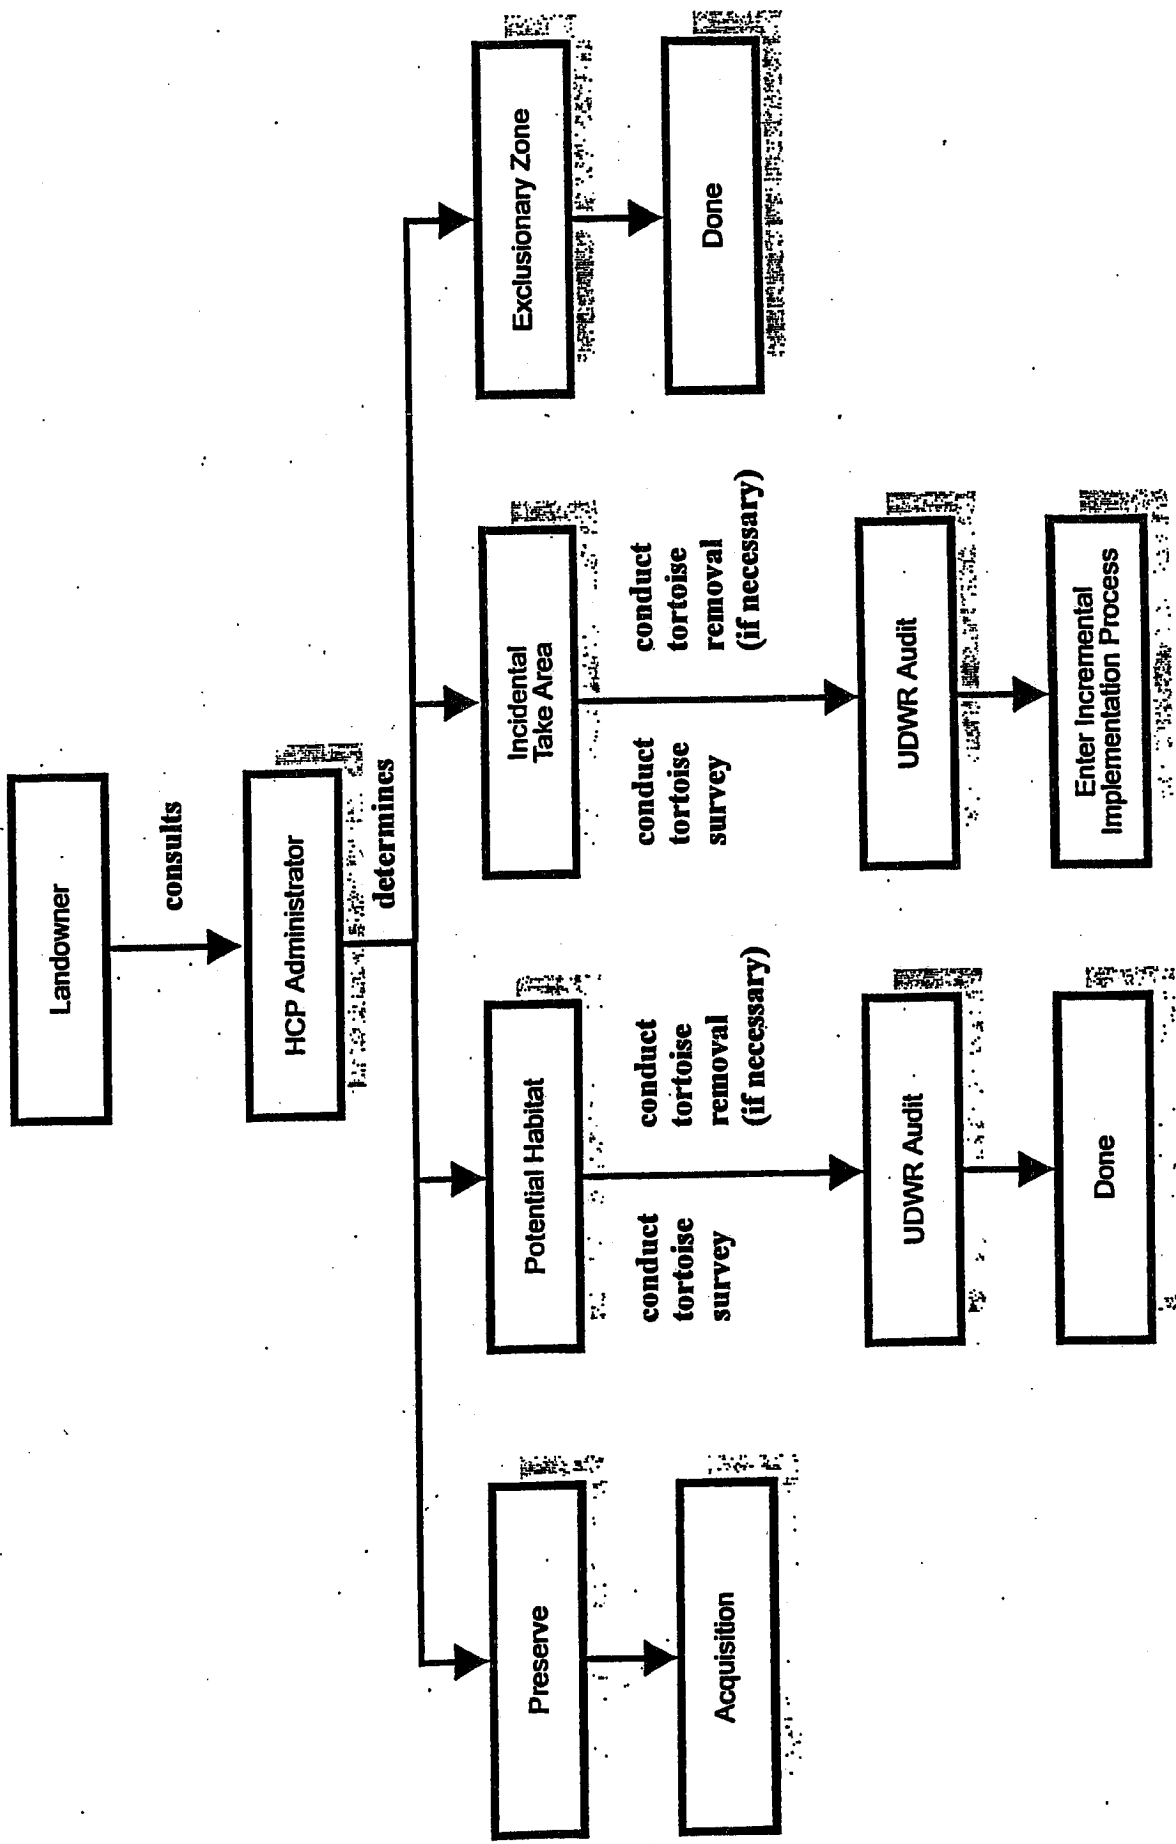 Landowner
consults
HCP Administrator
determines
Preserve
Potential Habitat
Incidental
Take Area
Exclusionary Zone
Acquisition
conduct
tortoise
survey
conduct
tortoise
removal
(if necessary)
conduct
tortoise
survey
conduct
tortoise
removal
(if necessary)
Done
UDWR Audit
UDWR Audit
Done
Enter Incremental
Implementation Process